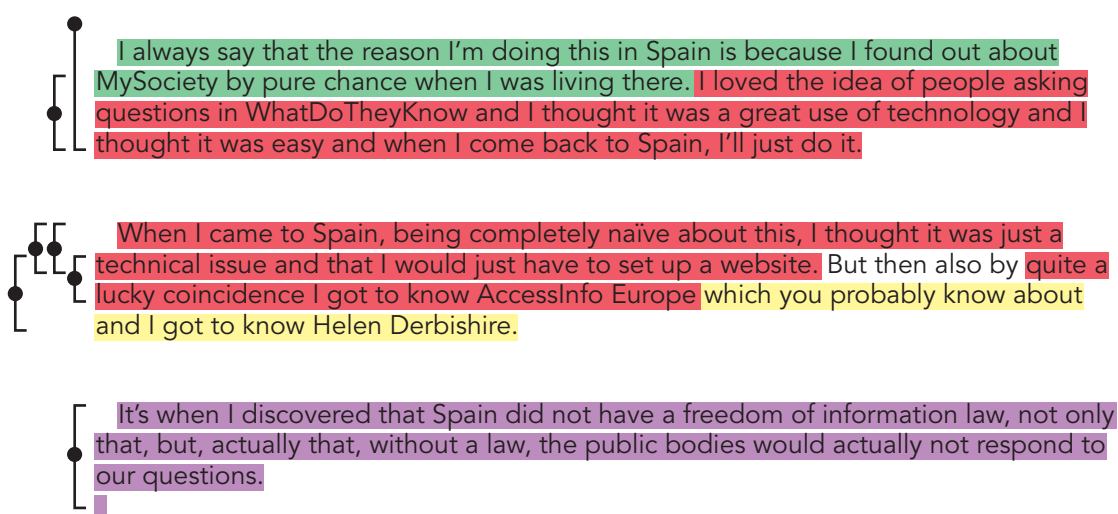 I always say that the reason I’m doing this in Spain is because I found out about
MySociety by pure chance when I was living there. I loved the idea of people asking
questions in WhatDoTheyKnow and I thought it was a great use of technology and I
thought it was easy and when I come back to Spain, I’ll just do it.
When I came to Spain, being completely naïve about this, I thought it was just a
technical issue and that I would just have to set up a website. But then also by quite a
lucky coincidence I got to know AccessInfo Europe which you probably know about
and I got to know Helen Derbishire.
It’s when I discovered that Spain did not have a freedom of information law, not only
that, but, actually that, without a law, the public bodies would actually not respond to
our questions.